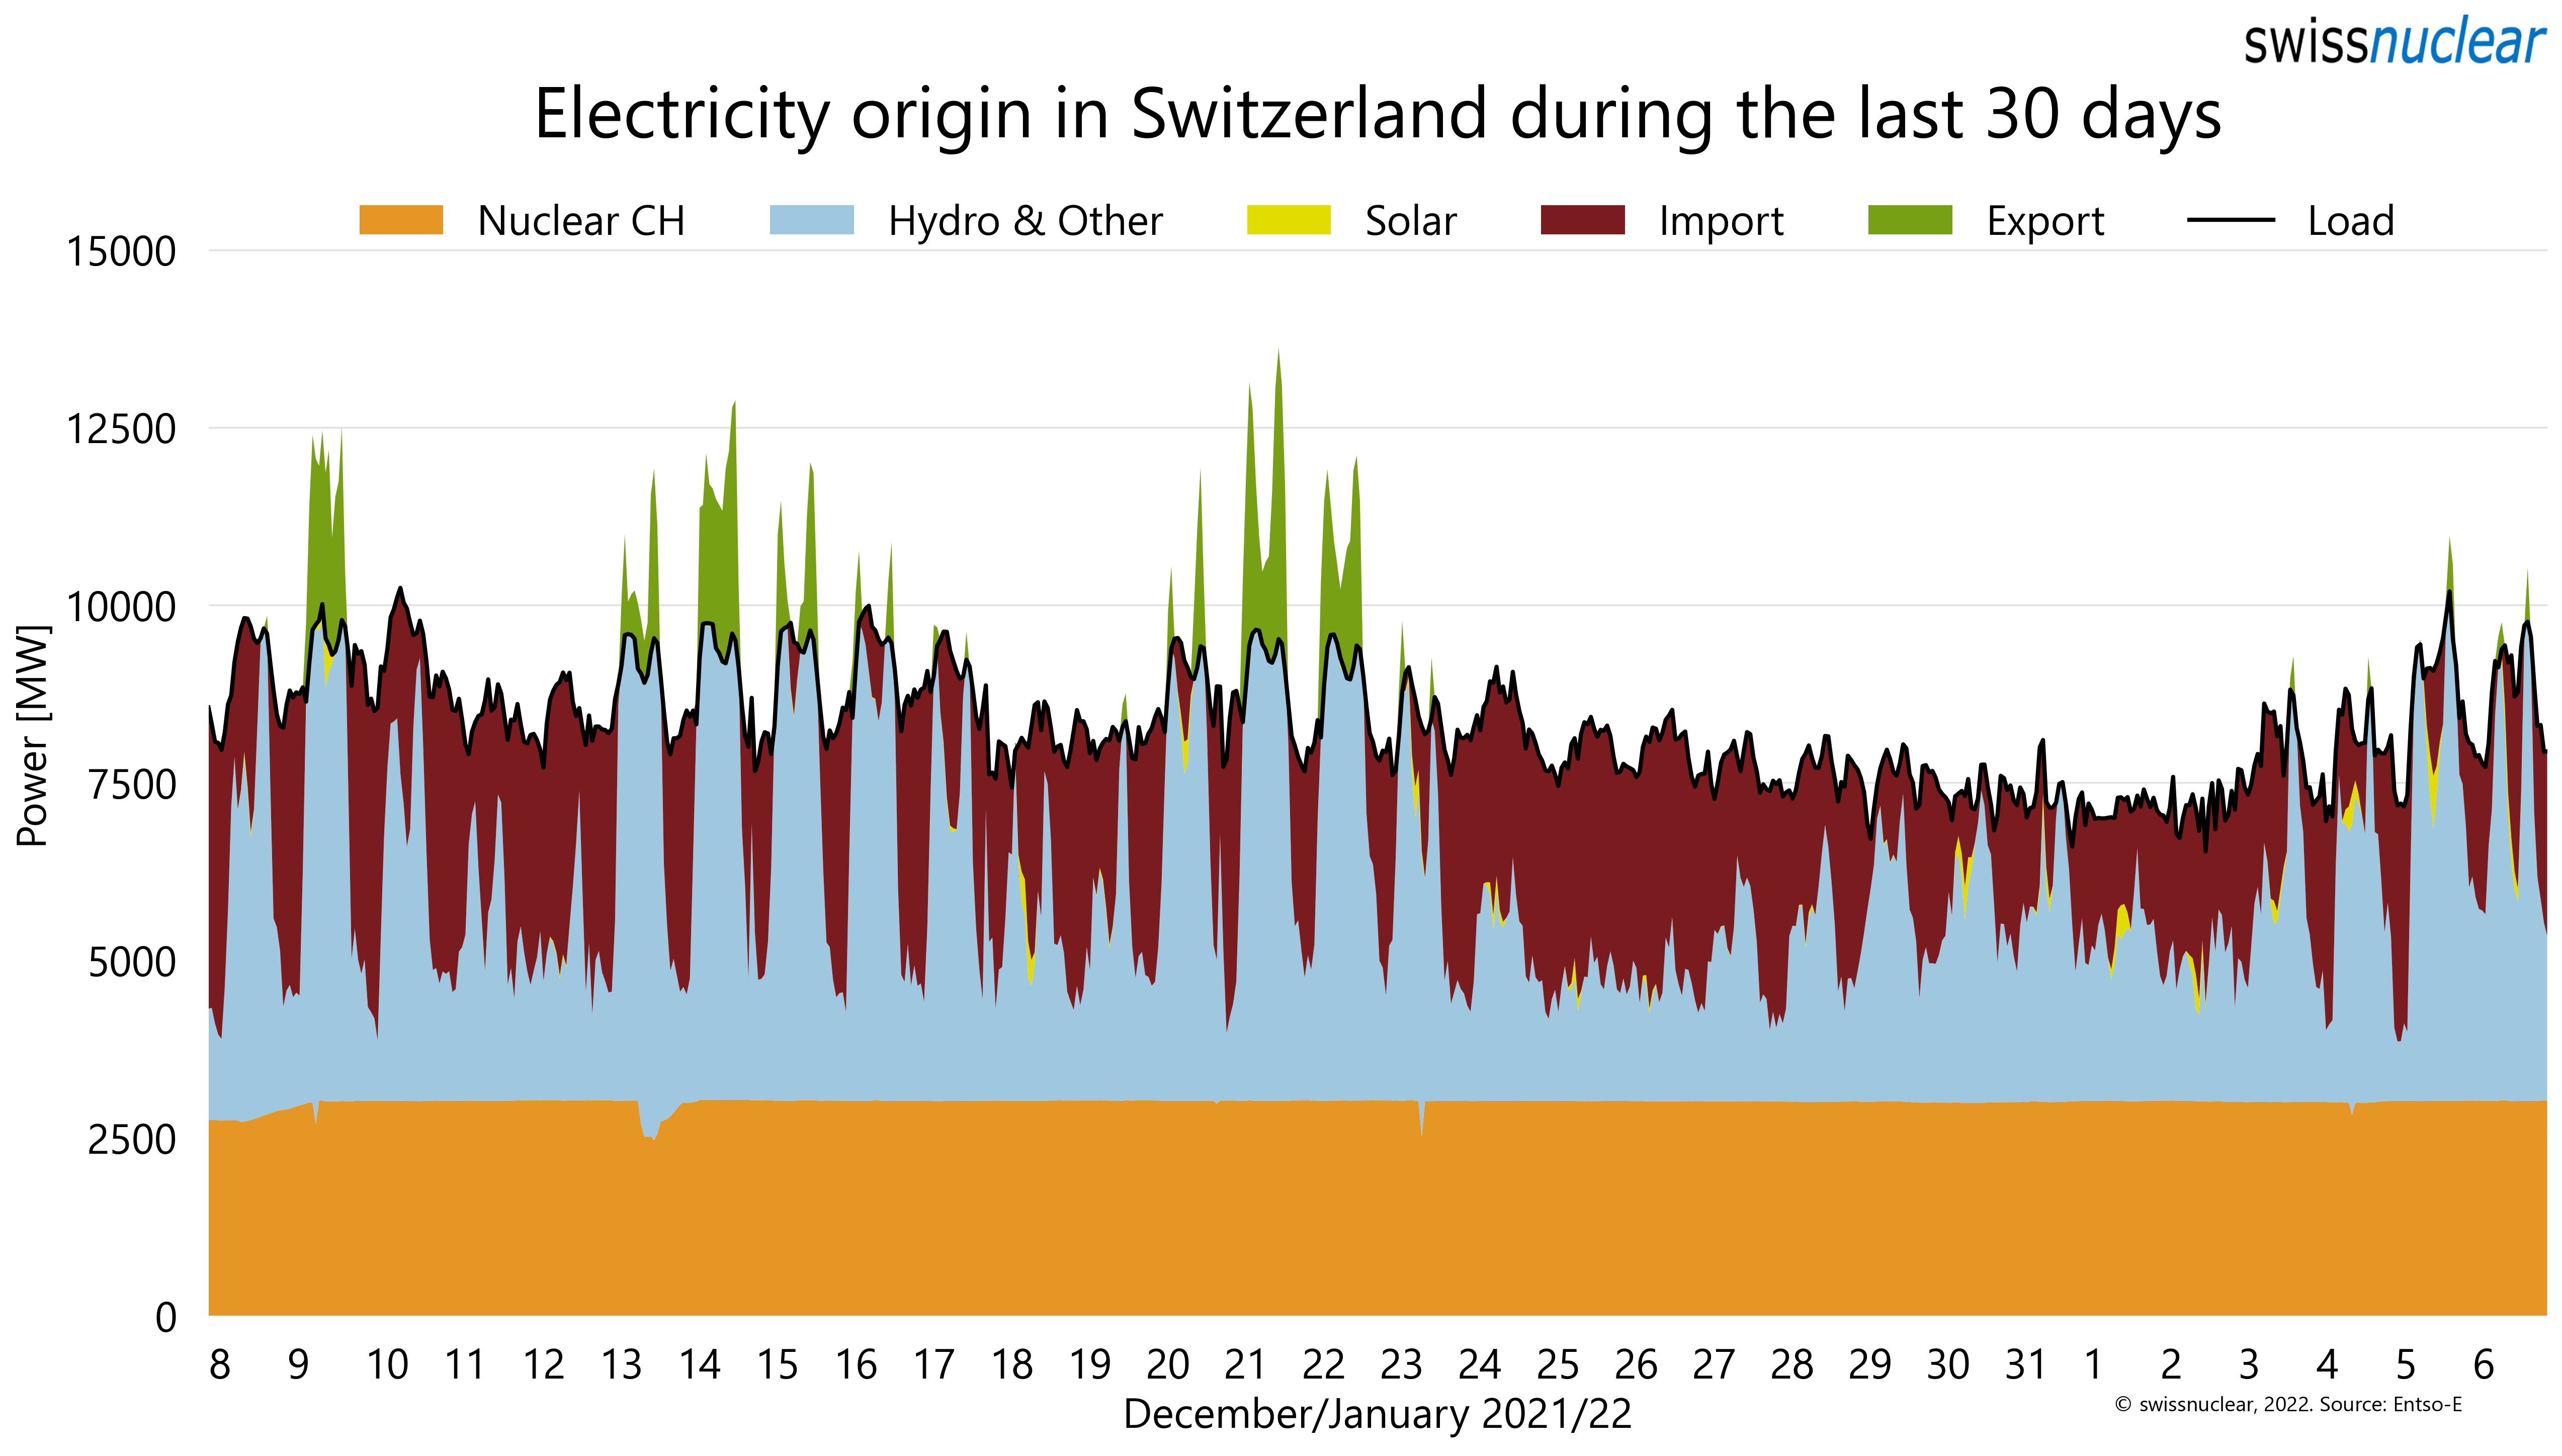 swissnuclear
Electricity origin in Switzerland during the last 30 days
Nuclear CH Hydro & Other Solar Import Export Load
15000
12500
10000
7500
5000
2500
0
Power [MW]
8 9 10 11 12 13 14 15 16 17 18 19 20 21 22 23 24 25 26 27 28 29 30 31 1 2 3 4 5 6
December/January 2021/22
© swissnuclear, 2022. Source: Entso-E